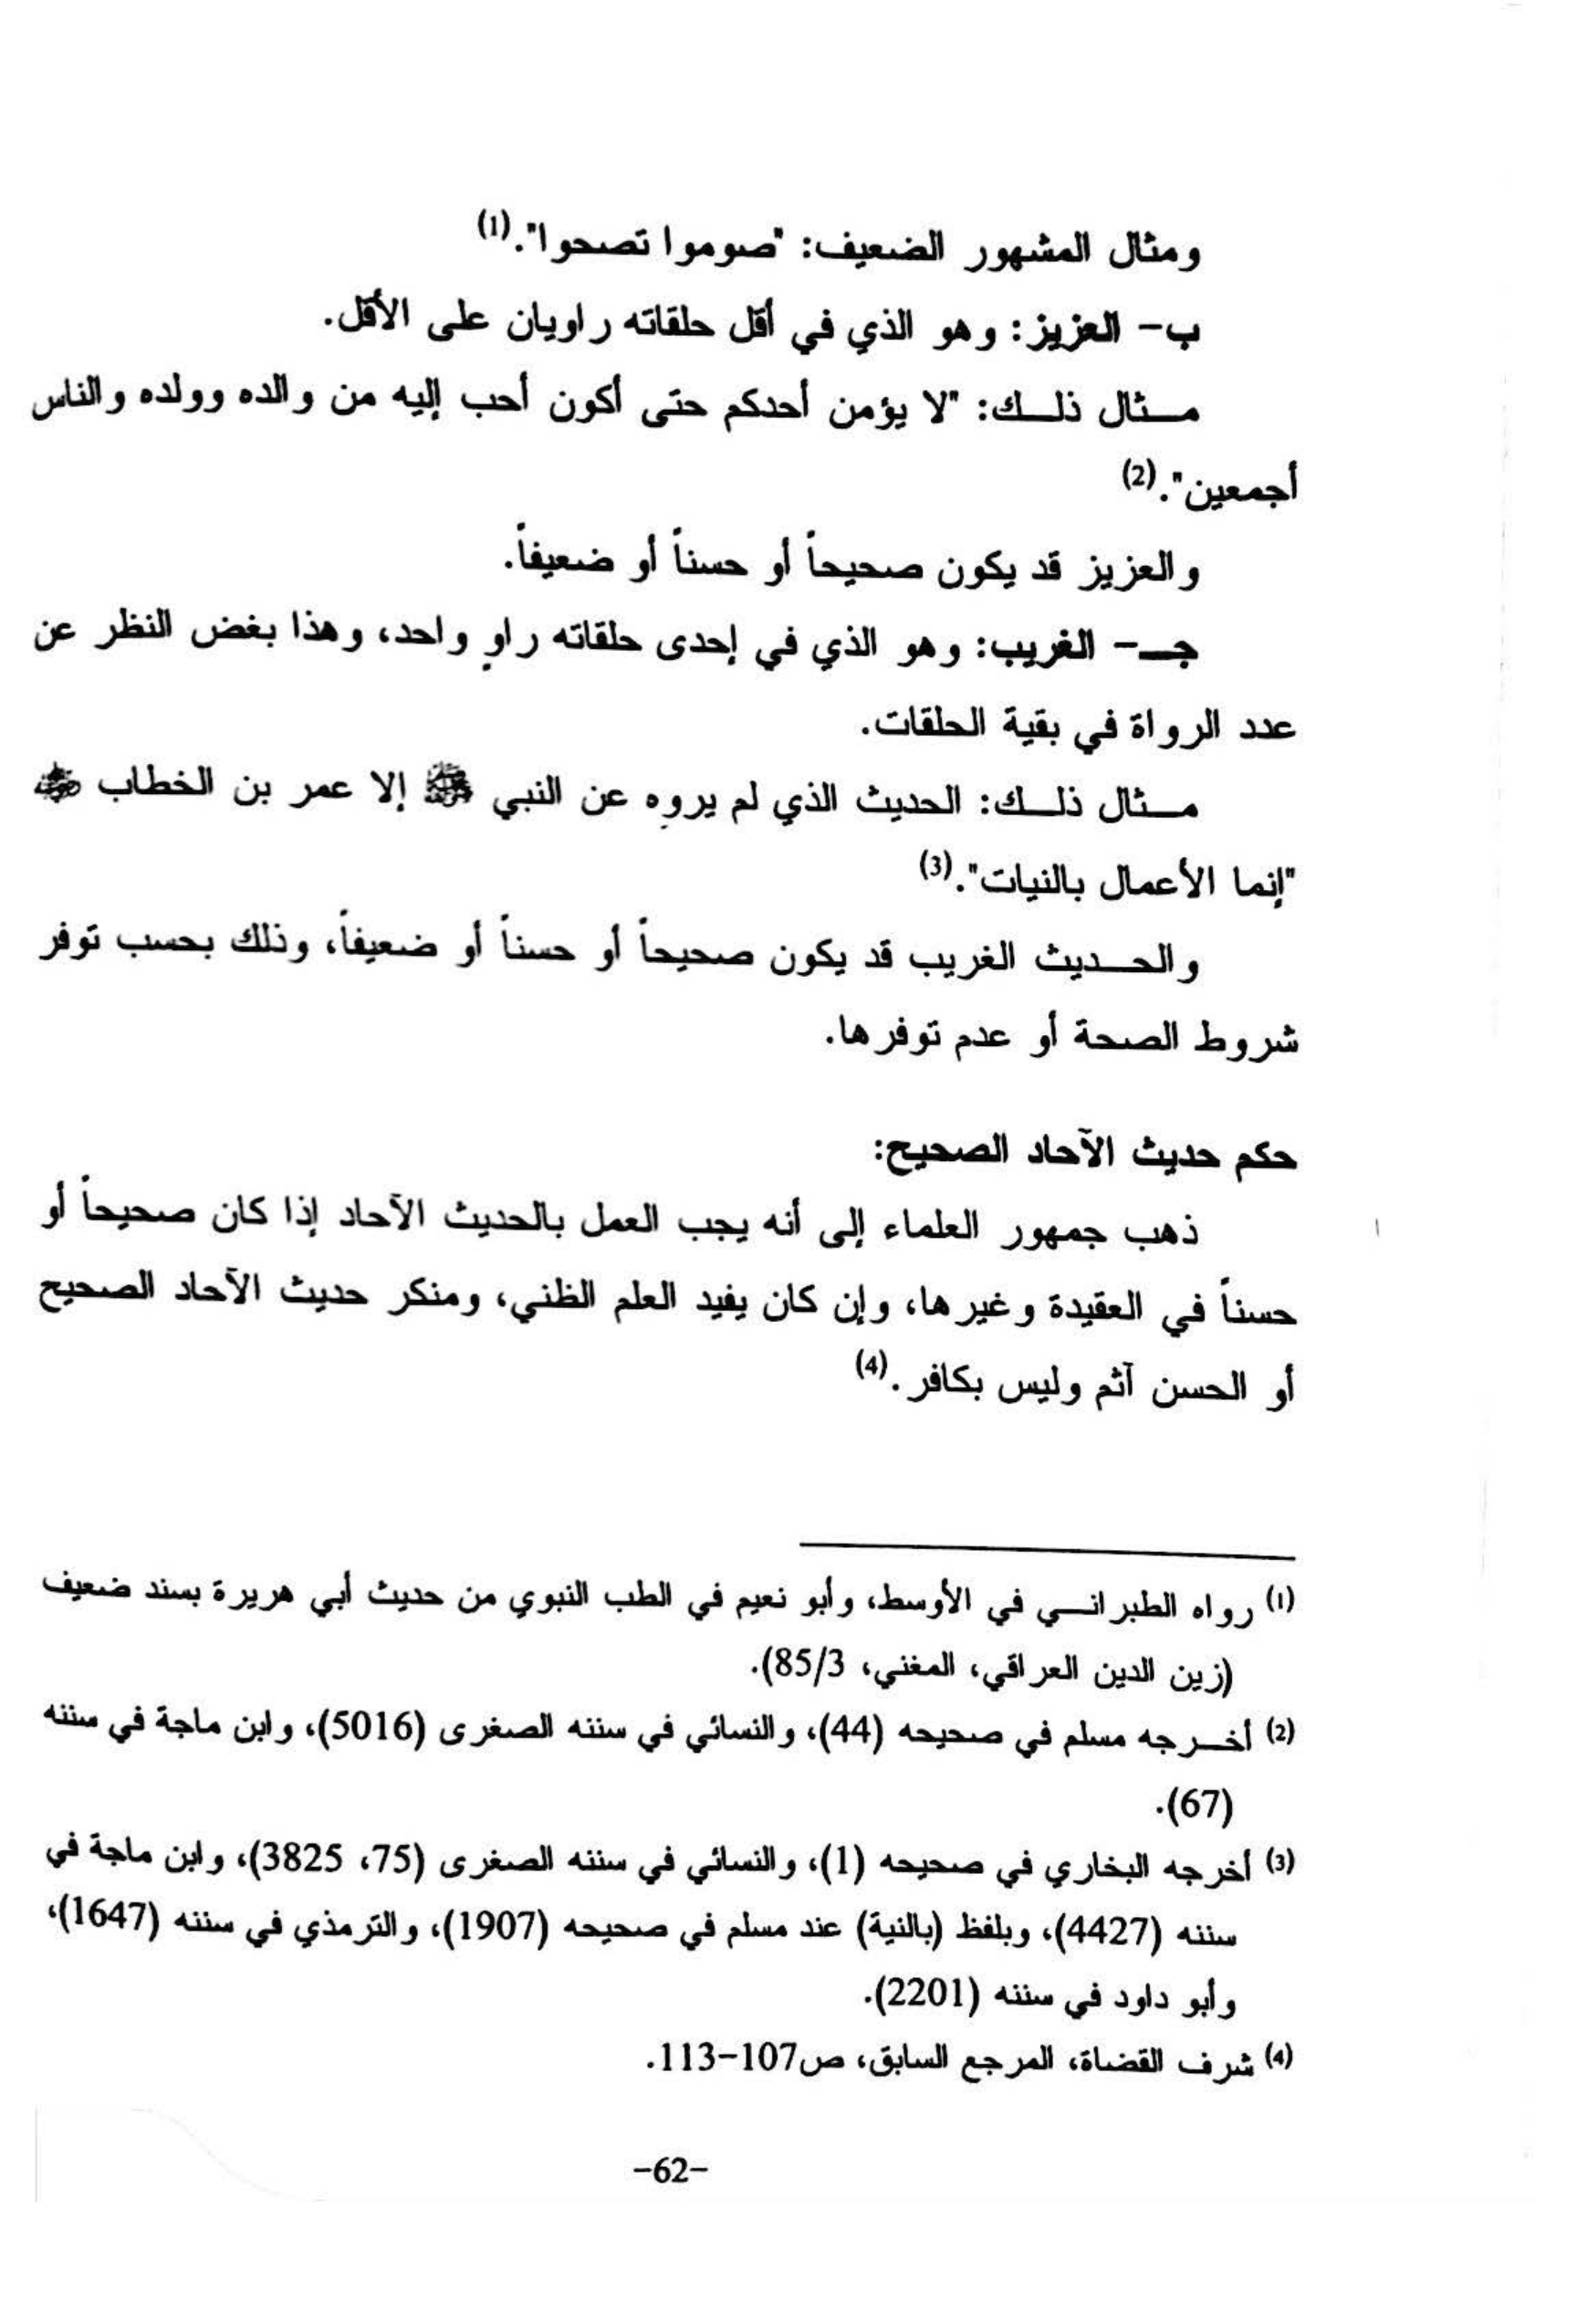 ومثال المشهور الضعيف: "صوموا تصحوا".(1)
ب- العزيز: وهو الذي في أقل حلقاته راويان على الأقل.
مـثال ذلـك: "لا يؤمن أحدكم حتى أكون أحب إليه من والده وولده والناس
أجمعين".(2)
والعزيز قد يكون صحيحاً أو حسناً أو ضعيفاً.
جـ- الغريب: وهو الذي في إحدى حلقاته راوٍ واحد، وهذا بغض النظر عن
عدد الرواة في بقية الحلقات.
مـثال ذلـك: الحديث الذي لم يروه عن النبي ﷺ إلا عمر بن الخطاب ﷺ
"إنما الأعمال بالنيات".(3)
والحـديث الغريب قد يكون صحيحاً أو حسناً أو ضعيفاً، وذلك بحسب توفر
شروط الصحة أو عدم توفرها.
حكم حديث الآحاد الصحيح:
ذهب جمهور العلماء إلى أنه يجب العمل بالحديث الآحاد إذا كان صحيحاً أو
حسناً في العقيدة وغيرها، وإن كان يفيد العلم الظني، ومنكر حديث الآحاد الصحيح
أو الحسن آثم وليس بكافر.(4)
(1) رواه الطبرانـي في الأوسط، وأبو نعيم في الطب النبوي من حديث أبي هريرة بسند ضعيف
(زين الدين العراقي، المغني، 85/3).
(2) أخـرجه مسلم في صحيحه (44)، والنسائي في سننه الصغرى (5016)، وابن ماجة في سننه
(67).
(3) أخرجه البخاري في صحيحه (1)، والنسائي في سننه الصغرى (75، 3825)، وابن ماجة في
سننه (4427)، وبلفظ (بالنية) عند مسلم في صحيحه (1907)، والترمذي في سننه (1647)،
وأبو داود في سننه (2201).
(4) شرف القضاة، المرجع السابق، ص107-113.
-62-